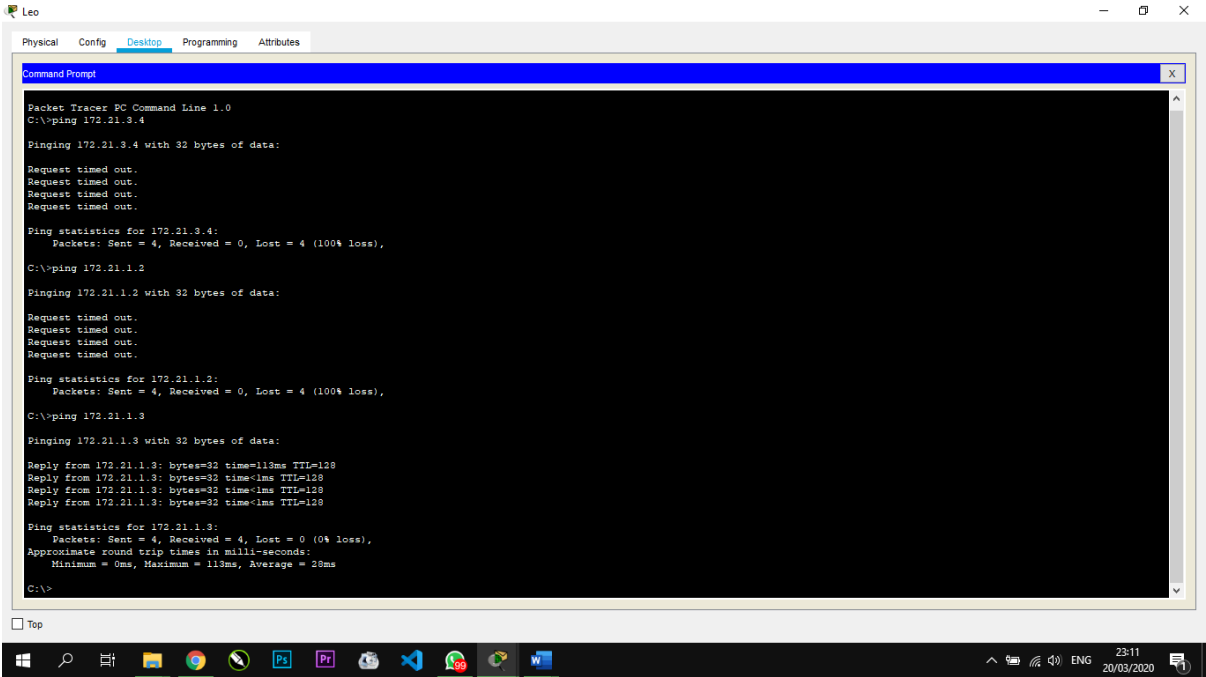 Leo
Physical Config Desktop Programming Attributes
Command Prompt
X
Packet Tracer PC Command Line 1.0
C:\>ping 172.21.3.4
Pinging 172.21.3.4 with 32 bytes of data:
Request timed out.
Request timed out.
Request timed out.
Request timed out.
Ping statistics for 172.21.3.4:
Packets: Sent = 4, Received = 0, Lost = 4 (100% loss),
C:\>ping 172.21.1.2
Pinging 172.21.1.2 with 32 bytes of data:
Request timed out.
Request timed out.
Request timed out.
Request timed out.
Ping statistics for 172.21.1.2:
Packets: Sent = 4, Received = 0, Lost = 4 (100% loss),
C:\>ping 172.21.1.3
Pinging 172.21.1.3 with 32 bytes of data:
Reply from 172.21.1.3: bytes=32 time=113ms TTL=128
Reply from 172.21.1.3: bytes=32 time<1ms TTL=128
Reply from 172.21.1.3: bytes=32 time<1ms TTL=128
Reply from 172.21.1.3: bytes=32 time<1ms TTL=128
Ping statistics for 172.21.1.3:
Packets: Sent = 4, Received = 4, Lost = 0 (0% loss),
Approximate round trip times in milli-seconds:
Minimum = 0ms, Maximum = 113ms, Average = 28ms
C:\>
Top
Ps Pr 99 W ENG 23:11
20/03/2020 1